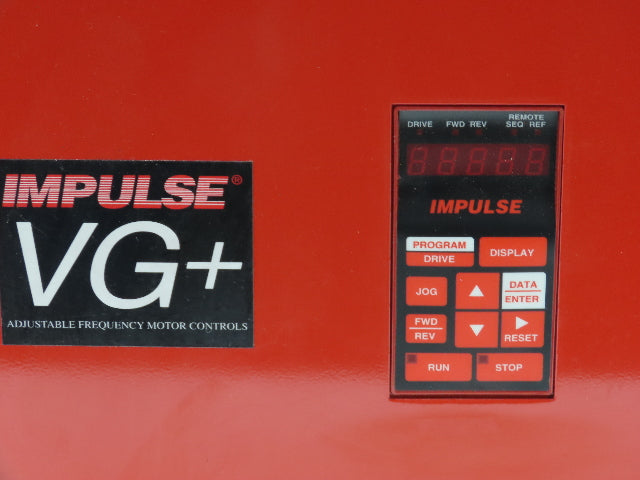 IMPULSE®
VG+
ADJUSTABLE FREQUENCY MOTOR CONTROLS
REMOTE
DRIVE FWD REV SEQ REF
IMPULSE
PROGRAM
DRIVE
DISPLAY
JOG
DATA
ENTER
FWD
REV
RESET
RUN
STOP